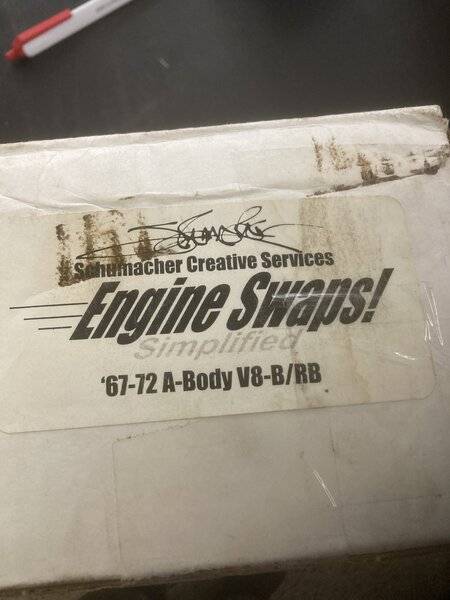 Schumacher Creative Services
Engine Swaps!
Simplified
'67-72 A-Body V8-B/RB